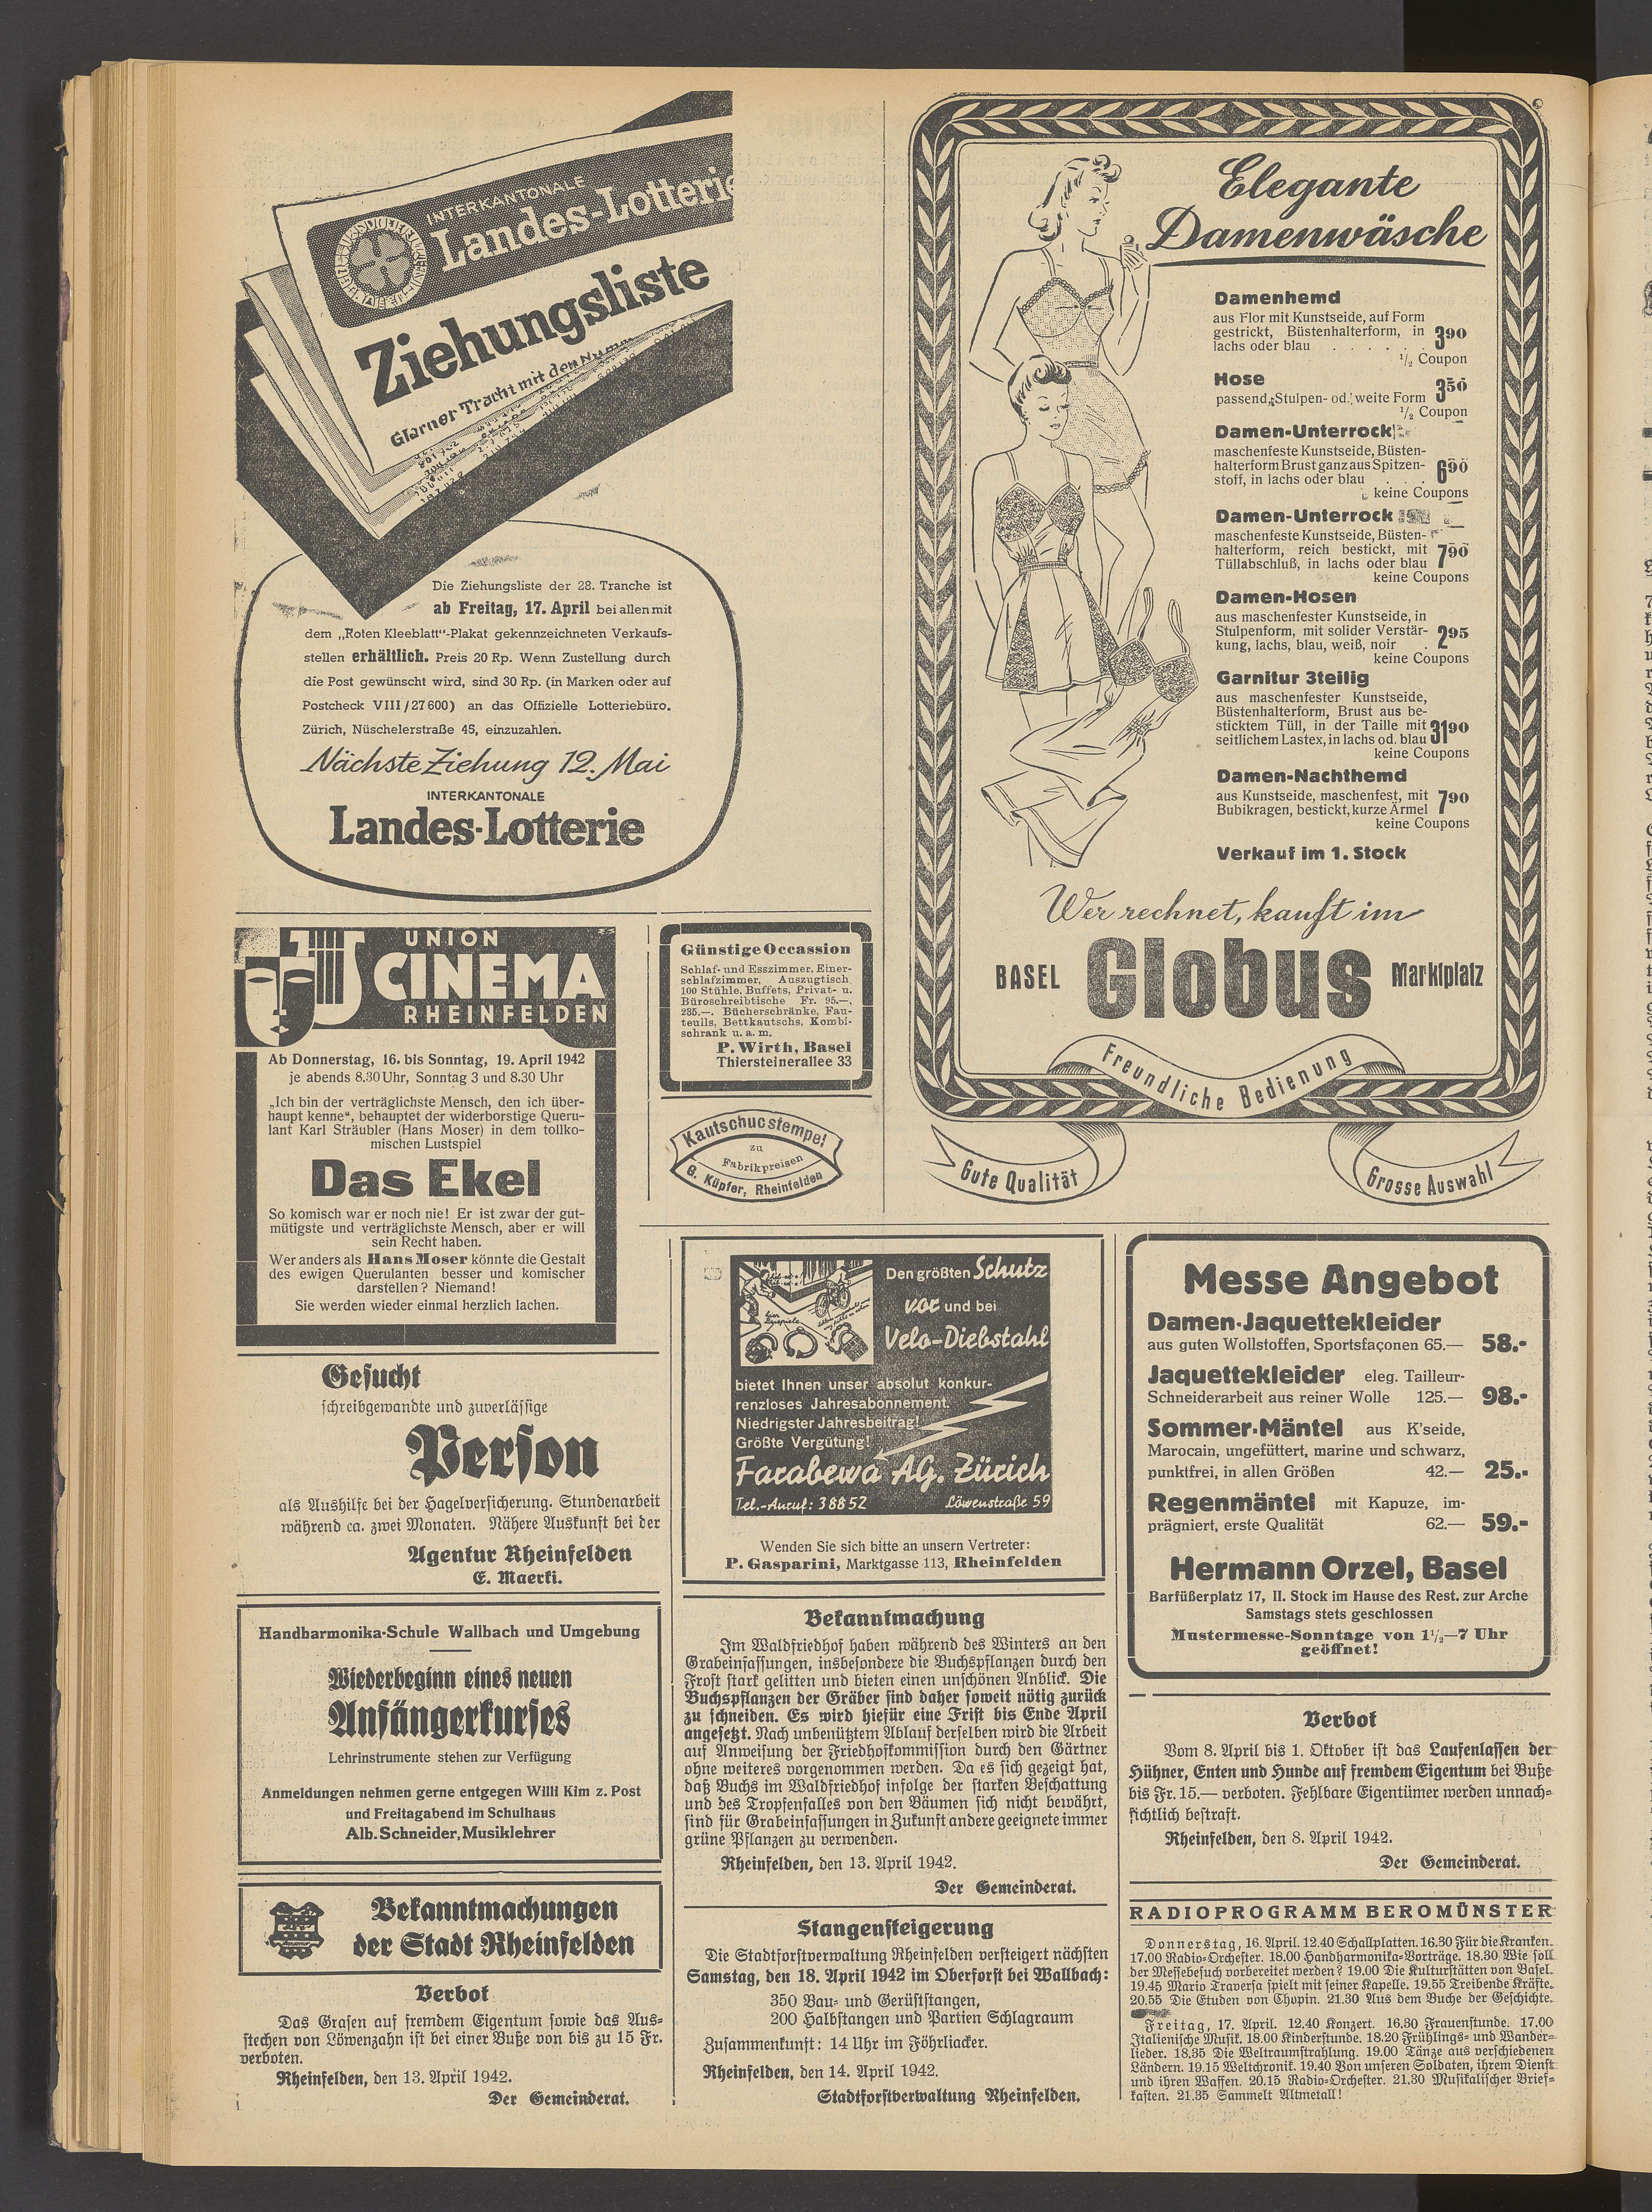 INTERKANTONALE
Landes-Lotterie
Ziehungsliste
Glarner Tracht mit den
Die Ziehungsliste der 28. Tranche ist
ab Freitag, 17. April bei allen mit
dem „Roten Kleeblatt"-Plakat gekennzeichneten Verkaufs-
stellen erhältlich. Preis 20 Rp. Wenn Zustellung durch
die Post gewünscht wird, sind 30 Rp. (in Marken oder auf
Postcheck VIII/27600) an das Offizielle Lotteriebüro,
Zürich, Nüschelerstraße 45, einzuzahlen.
Nächste Ziehung 12. Mai
INTERKANTONALE
Landes-Lotterie
Elegante
Damenwäsche
Damenhemd
aus Flor mit Kunstseide, auf Form
gestrickt, Büstenhalterform, in
lachs oder blau . . . . . . 3 90
1/2 Coupon
Hose
passend, Stulpen- od. weite Form 3 50
1/2 Coupon
Damen-Unterrock
maschenfeste Kunstseide, Büsten-
halterform Brust ganz aus Spitzen-
stoff, in lachs oder blau . . . 6 90
keine Coupons
Damen-Unterrock
maschenfeste Kunstseide, Büsten-
halterform, reich bestickt, mit
Tüllabschluß, in lachs oder blau 7 90
keine Coupons
Damen-Hosen
aus maschenfester Kunstseide, in
Stulpenform, mit solider Verstär-
kung, lachs, blau, weiß, noir . 2 95
keine Coupons
Garnitur 3teilig
aus maschenfester Kunstseide,
Büstenhalterform, Brust aus be-
sticktem Tüll, in der Taille mit
seitlichem Lastex, in lachs od. blau 31 90
keine Coupons
Damen-Nachthemd
aus Kunstseide, maschenfest, mit
Bubikragen, bestickt, kurze Ärmel 7 90
keine Coupons
Verkauf im 1. Stock
Wer rechnet, kauft im
BASEL Globus Marktplatz
Freundliche Bedienung
Gute Qualität
Grosse Auswahl
UNION
CINEMA
RHEINFELDEN
Ab Donnerstag, 16. bis Sonntag, 19. April 1942
je abends 8.30 Uhr, Sonntag 3 und 8.30 Uhr
„Ich bin der verträglichste Mensch, den ich über-
haupt kenne", behauptet der widerborstige Queru-
lant Karl Sträubler (Hans Moser) in dem tollko-
mischen Lustspiel
Das Ekel
So komisch war er noch nie! Er ist zwar der gut-
mütigste und verträglichste Mensch, aber er will
sein Recht haben.
Wer anders als Hans Moser könnte die Gestalt
des ewigen Querulanten besser und komischer
darstellen? Niemand!
Sie werden wieder einmal herzlich lachen.
Günstige Occassion
Schlaf- und Esszimmer, Einer-
schlafzimmer, Auszugtisch,
100 Stühle, Buffets, Privat- u.
Büroschreibtische Fr. 95.—,
235.—, Bücherschränke, Fau-
teuils, Bettkautschs, Kombi-
schrank u. a. m.
P. Wirth, Basel
Thiersteinerallee 33
Kautschucstempel
zu
Fabrikpreisen
G. Küpfer, Rheinfelden
Gesucht
schreibgewandte und zuverlässige
Person
als Aushilfe bei der Hagelversicherung. Stundenarbeit
während ca. zwei Monaten. Nähere Auskunft bei der
Agentur Rheinfelden
E. Maerki.
Handharmonika-Schule Wallbach und Umgebung
Wiederbeginn eines neuen
Anfängerkurses
Lehrinstrumente stehen zur Verfügung
Anmeldungen nehmen gerne entgegen Willi Kim z. Post
und Freitagabend im Schulhaus
Alb. Schneider, Musiklehrer
Bekanntmachungen
der Stadt Rheinfelden
Verbot
Das Grasen auf fremdem Eigentum sowie das Aus-
stechen von Löwenzahn ist bei einer Buße von bis zu 15 Fr.
verboten.
Rheinfelden, den 13. April 1942.
Der Gemeinderat.
Den größten Schutz
vor und bei
Velo-Diebstahl
bietet Ihnen unser absolut konkur-
renzloses Jahresabonnement.
Niedrigster Jahresbeitrag!
Größte Vergütung!
Farabewa AG. Zürich
Tel.-Anruf: 38852 Löwenstraße 59
Wenden Sie sich bitte an unsern Vertreter:
P. Gasparini, Marktgasse 113, Rheinfelden
Bekanntmachung
Im Waldfriedhof haben während des Winters an den
Grabeinfassungen, insbesondere die Buchspflanzen durch den
Frost stark gelitten und bieten einen unschönen Anblick. Die
Buchspflanzen der Gräber sind daher soweit nötig zurück
zu schneiden. Es wird hiefür eine Frist bis Ende April
angesetzt. Nach unbenütztem Ablauf derselben wird die Arbeit
auf Anweisung der Friedhofkommission durch den Gärtner
ohne weiteres vorgenommen werden. Da es sich gezeigt hat,
daß Buchs im Waldfriedhof infolge der starken Beschattung
und des Tropfenfalles von den Bäumen sich nicht bewährt,
sind für Grabeinfassungen in Zukunft andere geeignete immer
grüne Pflanzen zu verwenden.
Rheinfelden, den 13. April 1942.
Der Gemeinderat.
Stangensteigerung
Die Stadtforstverwaltung Rheinfelden versteigert nächsten
Samstag, den 18. April 1942 im Oberforst bei Wallbach:
350 Bau- und Gerüststangen,
200 Halbstangen und Partien Schlagraum
Zusammenkunft: 14 Uhr im Föhrliacker.
Rheinfelden, den 14. April 1942.
Stadtforstverwaltung Rheinfelden.
Messe Angebot
Damen-Jaquettekleider
aus guten Wollstoffen, Sportsfaçonen 65.— 58.-
Jaquettekleider eleg. Tailleur-
Schneiderarbeit aus reiner Wolle 125.— 98.-
Sommer-Mäntel aus K'seide,
Marocain, ungefüttert, marine und schwarz,
punktfrei, in allen Größen 42.— 25.-
Regenmäntel mit Kapuze, im-
prägniert, erste Qualität 62.— 59.-
Hermann Orzel, Basel
Barfüßerplatz 17, II. Stock im Hause des Rest. zur Arche
Samstags stets geschlossen
Mustermesse-Sonntage von 1½—7 Uhr
geöffnet!
Verbot
Vom 8. April bis 1. Oktober ist das Laufenlassen der
Hühner, Enten und Hunde auf fremdem Eigentum bei Buße
bis Fr. 15.— verboten. Fehlbare Eigentümer werden unnach-
sichtlich bestraft.
Rheinfelden, den 8. April 1942.
Der Gemeinderat.
RADIOPROGRAMM BEROMÜNSTER
Donnerstag, 16. April. 12.40 Schallplatten. 16.30 Für die Kranken.
17.00 Radio-Orchester. 18.00 Handharmonika-Vorträge. 18.30 Wie soll
der Messebesuch vorbereitet werden? 19.00 Die Kulturstätten von Basel.
19.45 Mario Traversa spielt mit seiner Kapelle. 19.55 Treibende Kräfte.
20.55 Die Etuden von Chopin. 21.30 Aus dem Buche der Geschichte.
Freitag, 17. April. 12.40 Konzert. 16.30 Frauenstunde. 17.00
Italienische Musik. 18.00 Kinderstunde. 18.20 Frühlings- und Wander-
lieder. 18.35 Die Weltraumstrahlung. 19.00 Tänze aus verschiedenen
Ländern. 19.15 Weltchronik. 19.40 Von unseren Soldaten, ihrem Dienst
und ihren Waffen. 20.15 Radio-Orchester. 21.30 Musikalischer Brief-
kasten. 21.35 Sammelt Altmetall!